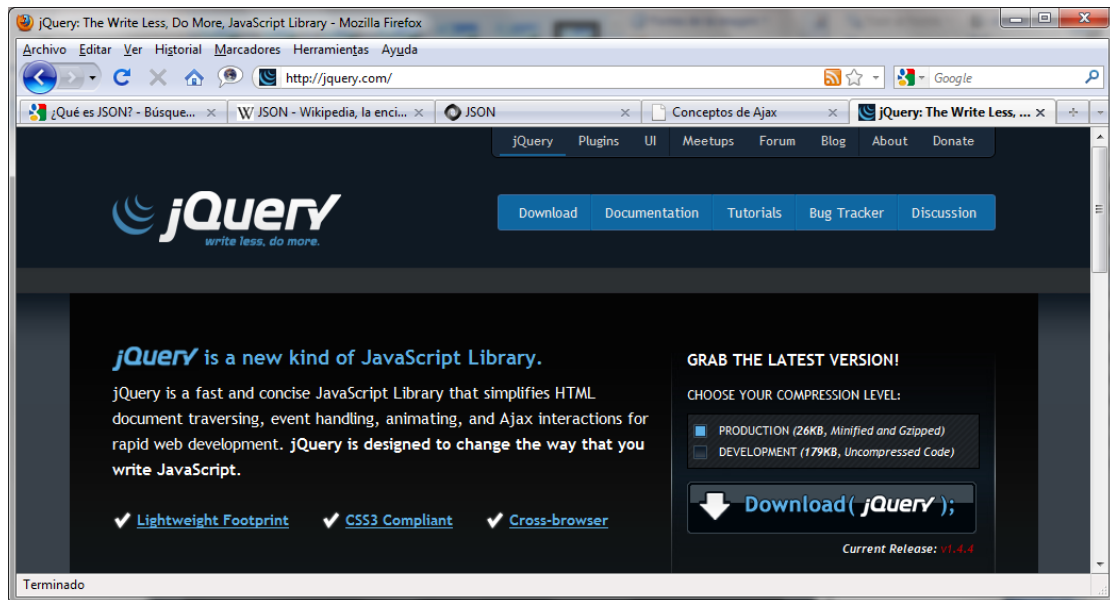 jQuery: The Write Less, Do More, JavaScript Library - Mozilla Firefox
Archivo Editar Ver Historial Marcadores Herramientas Ayuda
http://jquery.com/ Google
¿Qué es JSON? - Búsque... JSON - Wikipedia, la enci... JSON Conceptos de Ajax jQuery: The Write Less, ...
jQuery Plugins UI Meetups Forum Blog About Donate
jQuery
write less, do more.
Download Documentation Tutorials Bug Tracker Discussion
jQuery is a new kind of JavaScript Library.
jQuery is a fast and concise JavaScript Library that simplifies HTML
document traversing, event handling, animating, and Ajax interactions for
rapid web development. jQuery is designed to change the way that you
write JavaScript.
Lightweight Footprint CSS3 Compliant Cross-browser
GRAB THE LATEST VERSION!
CHOOSE YOUR COMPRESSION LEVEL:
PRODUCTION (26KB, Minified and Gzipped)
DEVELOPMENT (179KB, Uncompressed Code)
Download( jQuery );
Current Release: v1.4.4
Terminado